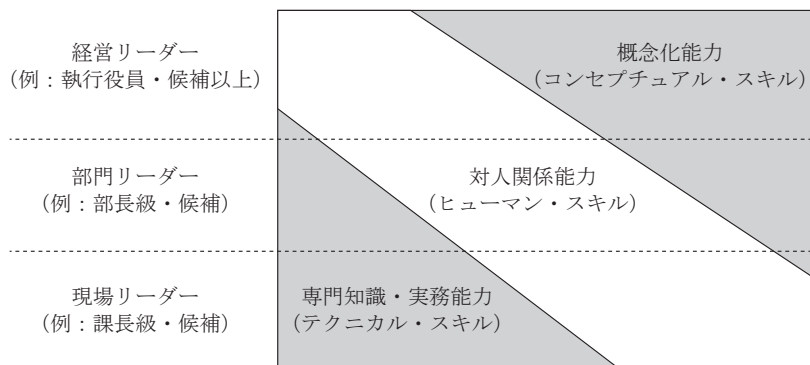 経営リーダー
(例：執行役員・候補以上)
概念化能力
(コンセプチュアル・スキル)
部門リーダー
(例：部長級・候補)
対人関係能力
(ヒューマン・スキル)
現場リーダー
(例：課長級・候補)
専門知識・実務能力
(テクニカル・スキル)